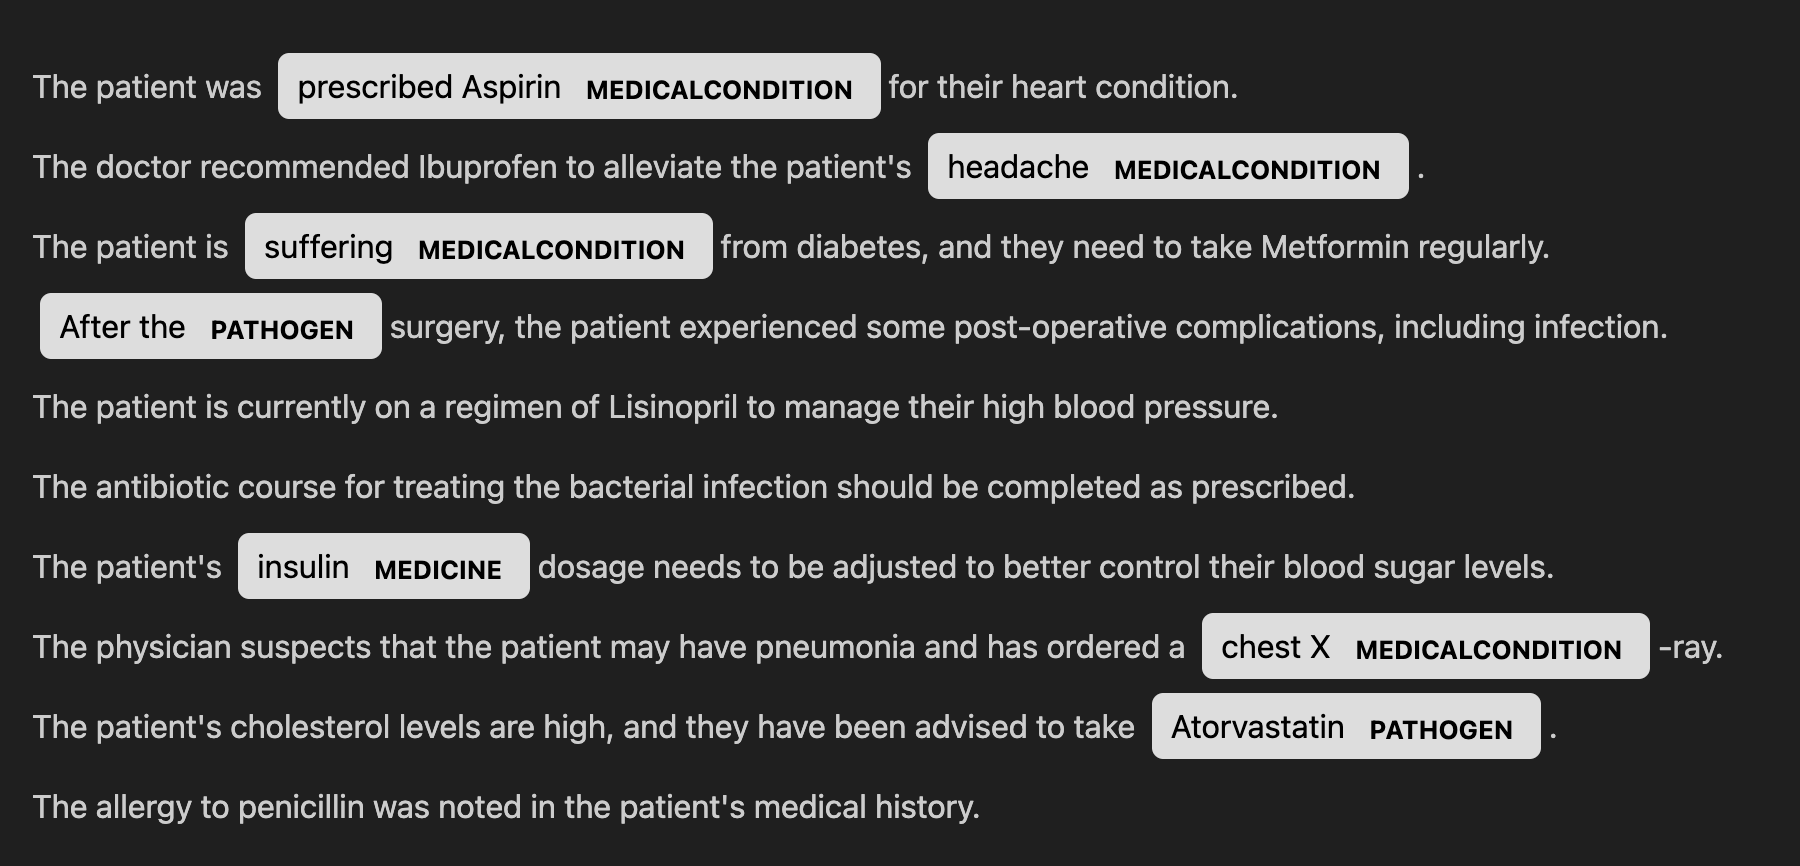 The patient was prescribed Aspirin MEDICALCONDITION for their heart condition.
The doctor recommended Ibuprofen to alleviate the patient's headache MEDICALCONDITION .
The patient is suffering MEDICALCONDITION from diabetes, and they need to take Metformin regularly.
After the PATHOGEN surgery, the patient experienced some post-operative complications, including infection.
The patient is currently on a regimen of Lisinopril to manage their high blood pressure.
The antibiotic course for treating the bacterial infection should be completed as prescribed.
The patient's insulin MEDICINE dosage needs to be adjusted to better control their blood sugar levels.
The physician suspects that the patient may have pneumonia and has ordered a chest X MEDICALCONDITION -ray.
The patient's cholesterol levels are high, and they have been advised to take Atorvastatin PATHOGEN .
The allergy to penicillin was noted in the patient's medical history.